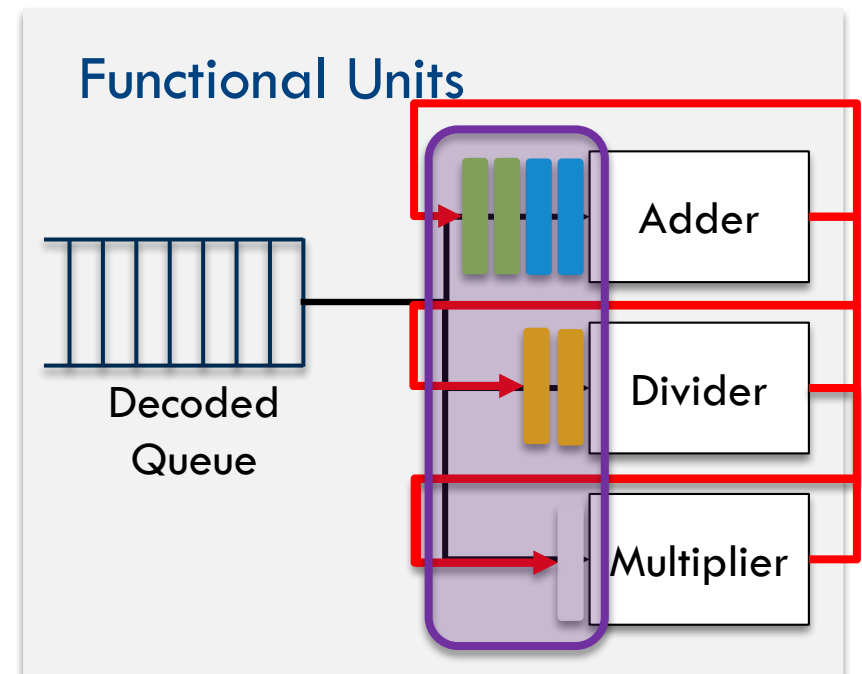 Functional Units
Adder
Divider
Decoded
Queue
Multiplier